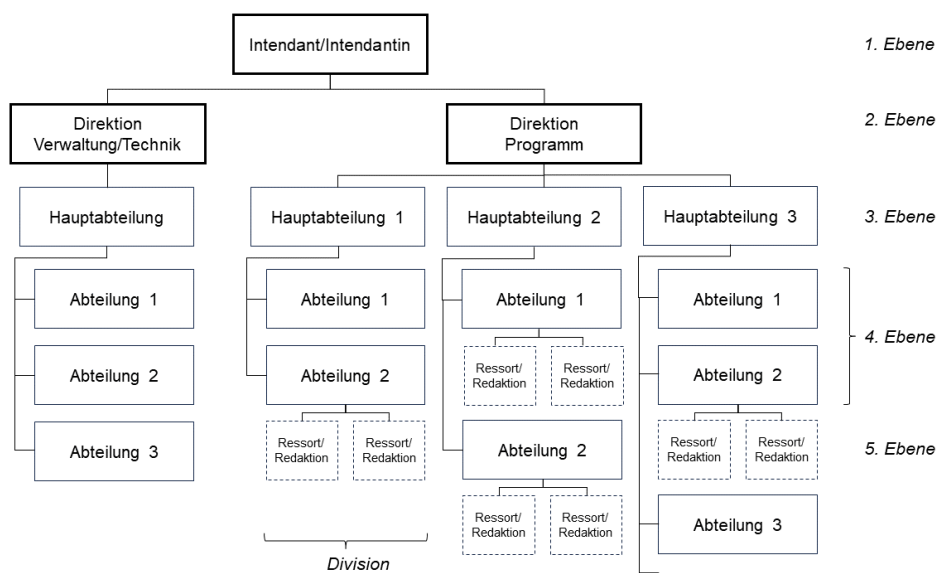 Intendant/Intendantin
1. Ebene
Direktion
Verwaltung/Technik
Direktion
Programm
2. Ebene
Hauptabteilung
Hauptabteilung 1
Hauptabteilung 2
Hauptabteilung 3
3. Ebene
Abteilung 1
Abteilung 1
Abteilung 1
Abteilung 1
4. Ebene
Abteilung 2
Abteilung 2
Ressort/
Redaktion
Ressort/
Redaktion
Abteilung 2
Abteilung 3
Ressort/
Redaktion
Ressort/
Redaktion
Abteilung 2
Ressort/
Redaktion
Ressort/
Redaktion
5. Ebene
Ressort/
Redaktion
Ressort/
Redaktion
Abteilung 3
Division